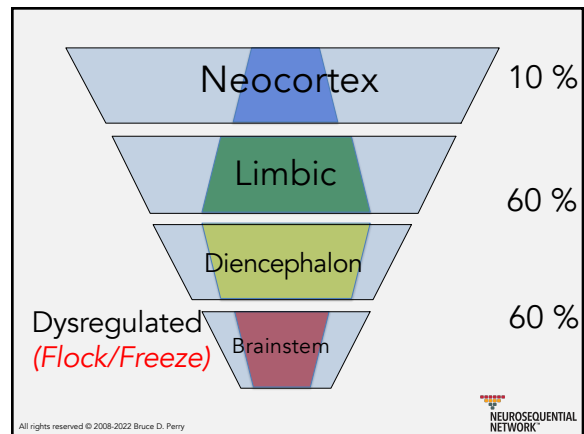 Neocortex
10 %
Limbic
60 %
Diencephalon
Dysregulated
(Flock/Freeze)
Brainstem
60 %
All rights reserved © 2008-2022 Bruce D. Perry
NEUROSEQUENTIAL
NETWORK™